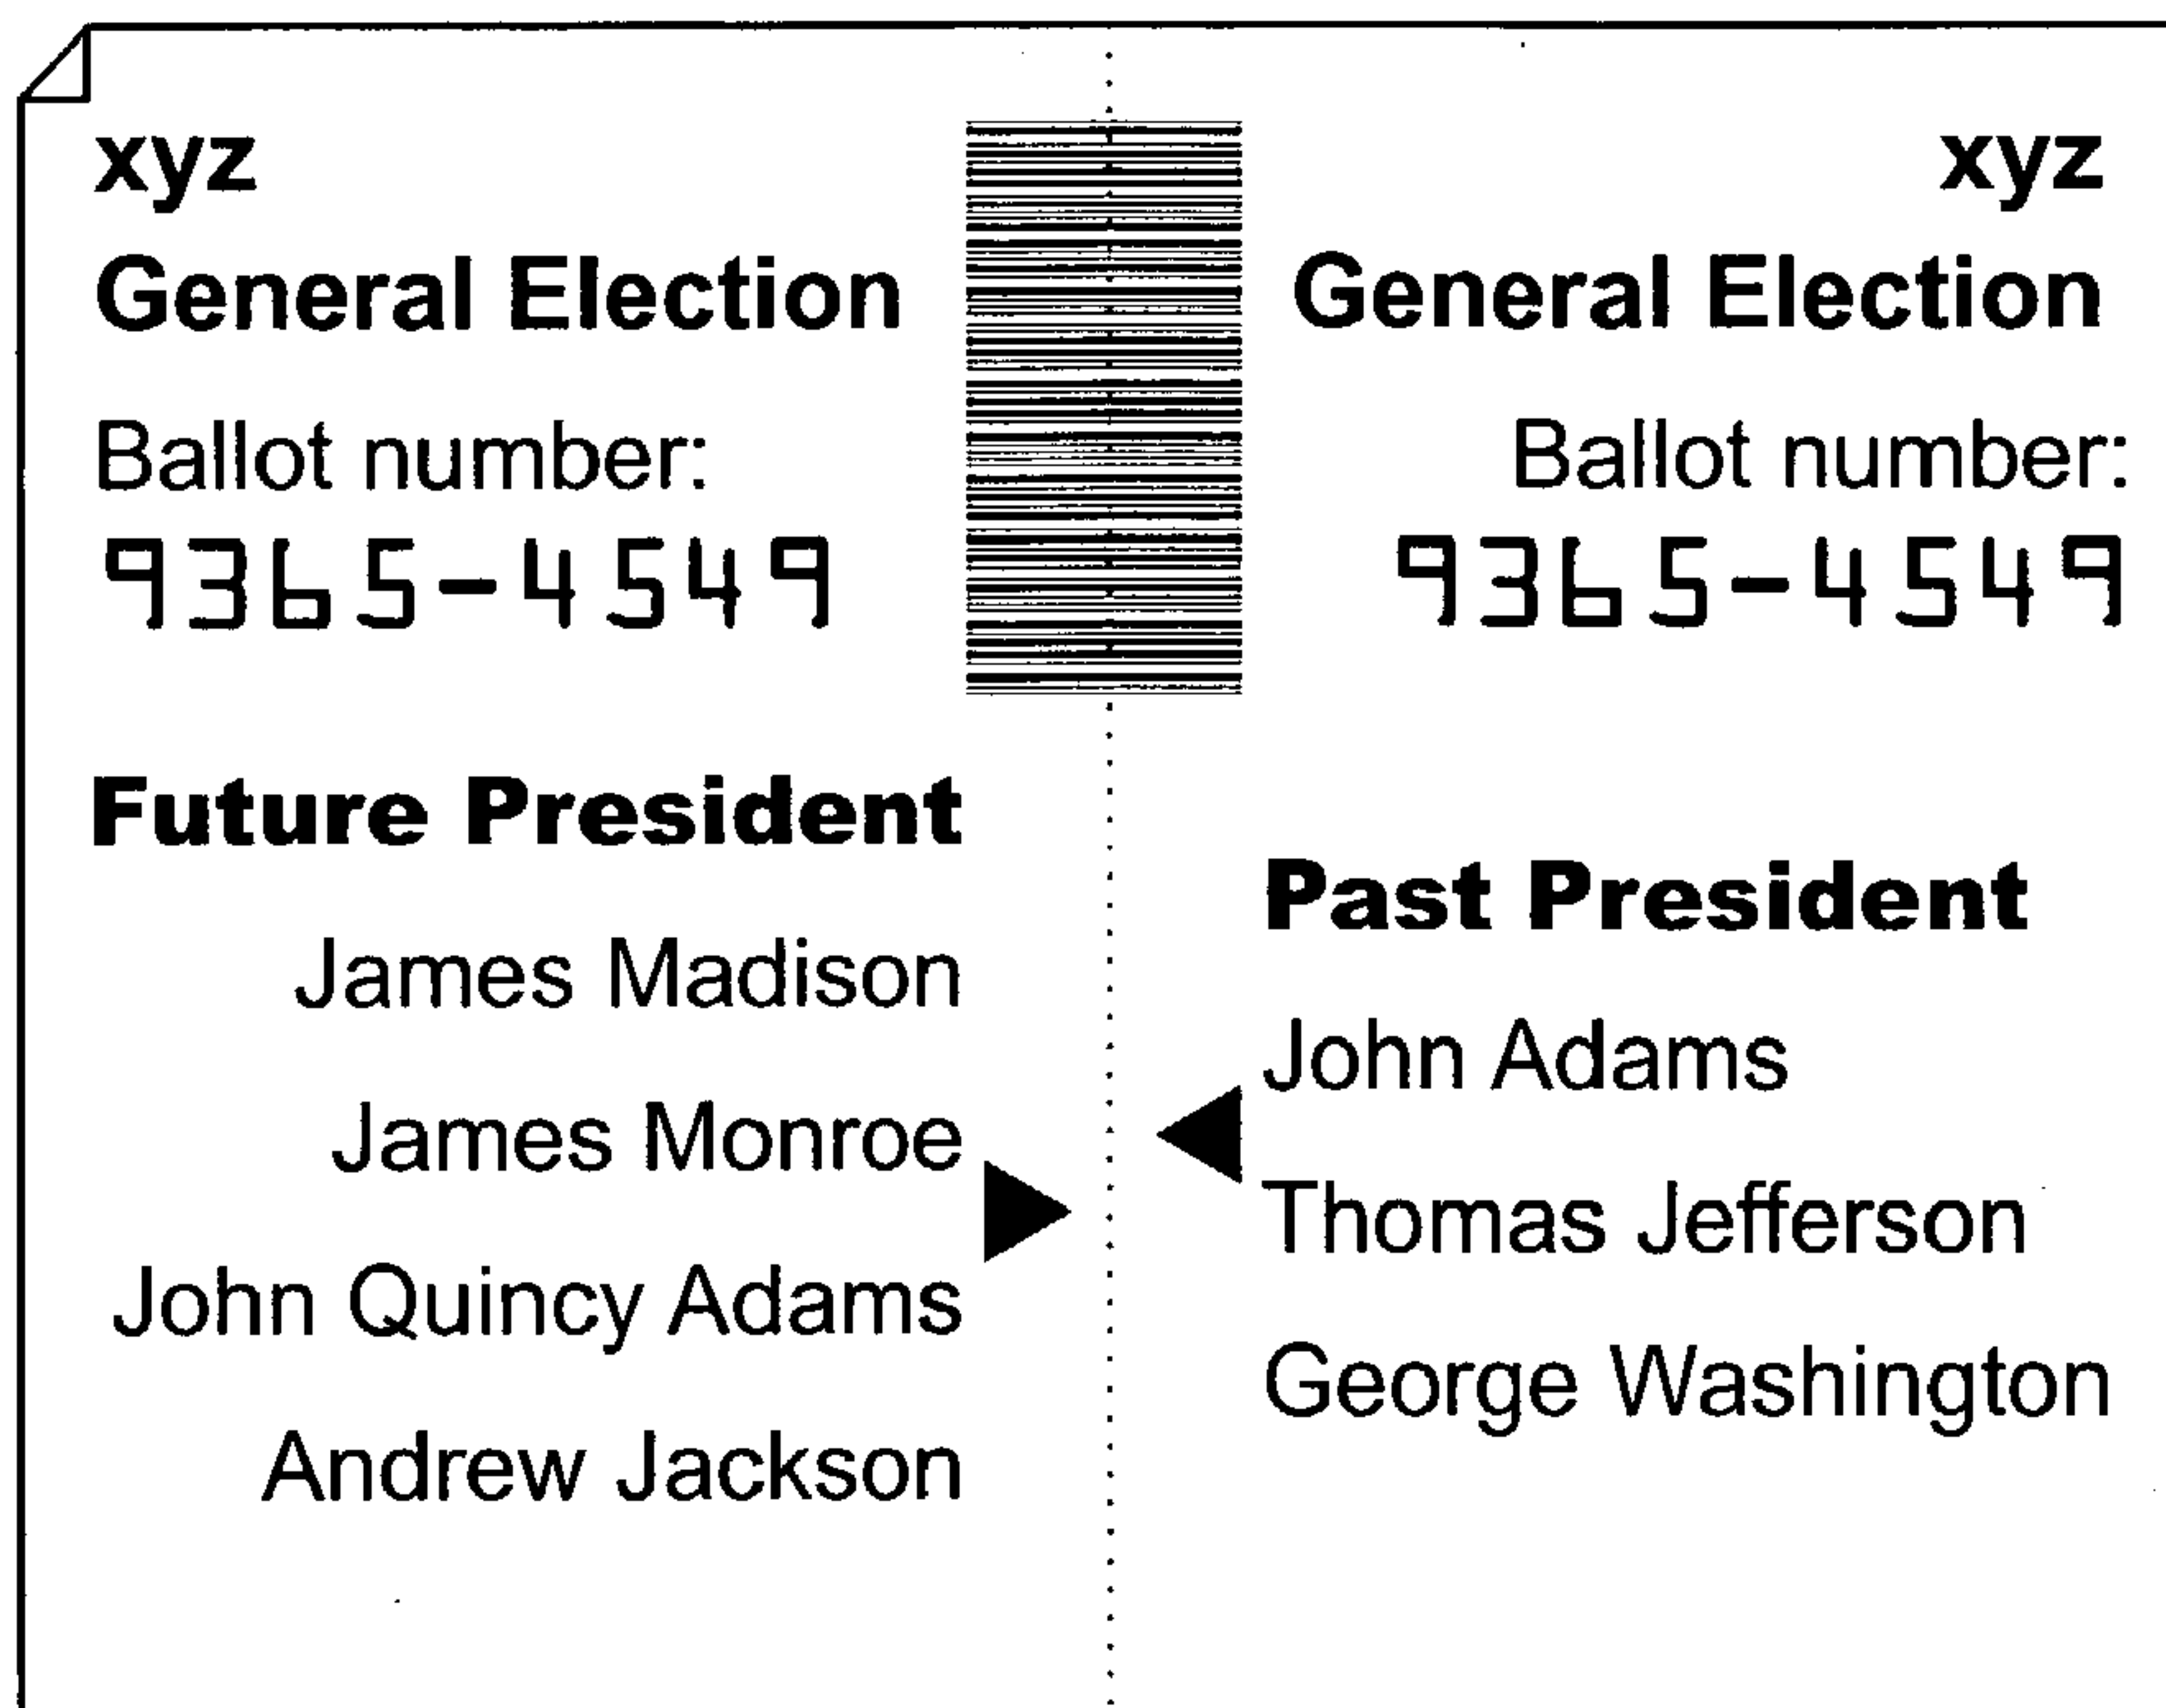 xyz
General Election
Ballot number:
9365-4549
Future President
James Madison
James Monroe
John Quincy Adams
Andrew Jackson
xyz
General Election
Ballot number:
9365-4549
Past President
John Adams
Thomas Jefferson
George Washington